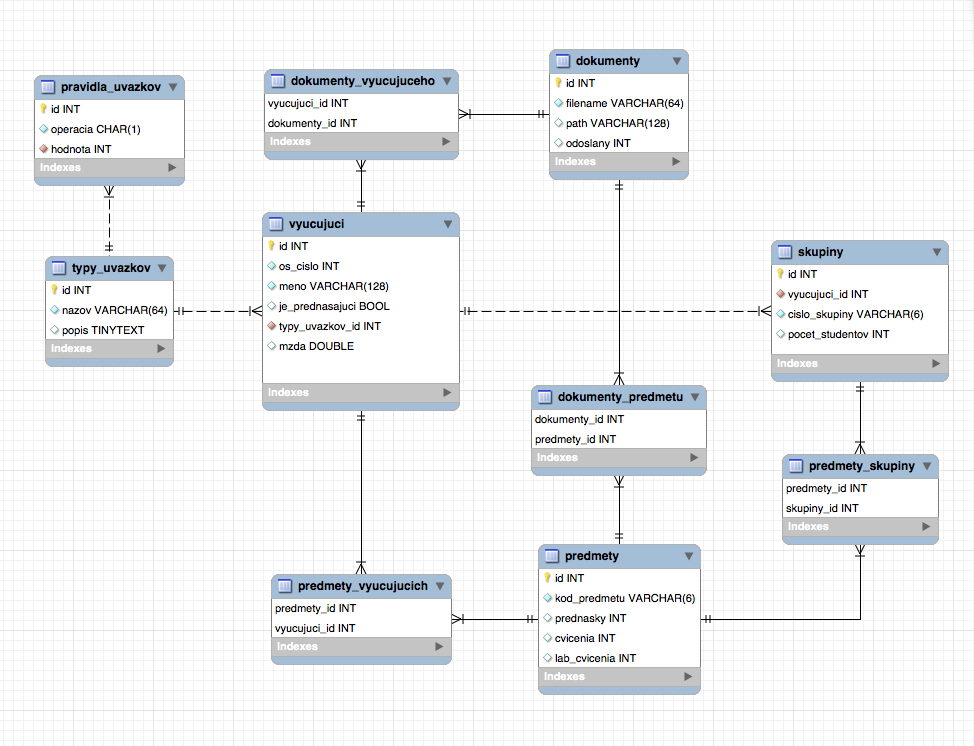 pravidla_uvazkov
id INT
operacia CHAR(1)
hodnota INT
Indexes
dokumenty_vyucujuceho
vyucujuci_id INT
dokumenty_id INT
Indexes
dokumenty
id INT
filename VARCHAR(64)
path VARCHAR(128)
odoslany INT
Indexes
typy_uvazkov
id INT
nazov VARCHAR(64)
popis TINYTEXT
Indexes
vyucujuci
id INT
os_cislo INT
meno VARCHAR(128)
je_prednasajuci BOOL
typy_uvazkov_id INT
mzda DOUBLE
Indexes
skupiny
id INT
vyucujuci_id INT
cislo_skupiny VARCHAR(6)
pocet_studentov INT
Indexes
dokumenty_predmetu
dokumenty_id INT
predmety_id INT
Indexes
predmety_skupiny
predmety_id INT
skupiny_id INT
Indexes
predmety_vyucujucich
predmety_id INT
vyucujuci_id INT
Indexes
predmety
id INT
kod_predmetu VARCHAR(6)
prednasky INT
cvicenia INT
lab_cvicenia INT
Indexes